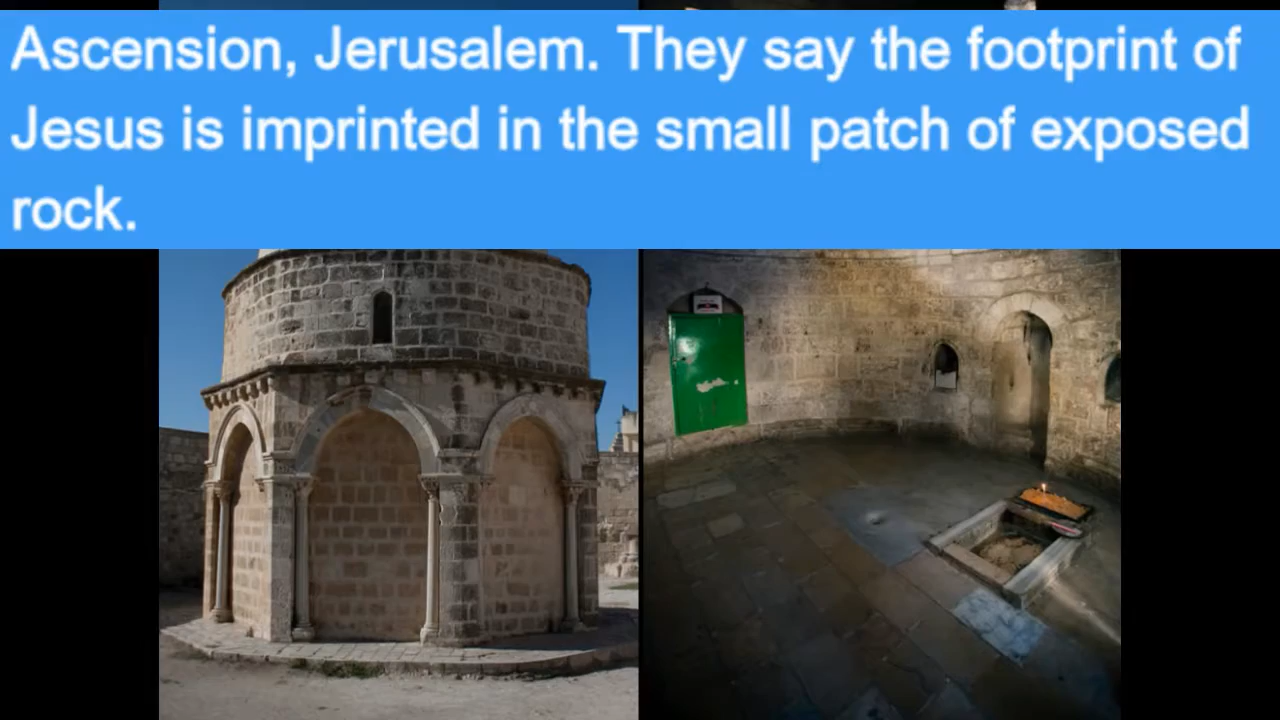 Ascension, Jerusalem. They say the footprint of
Jesus is imprinted in the small patch of exposed
rock.